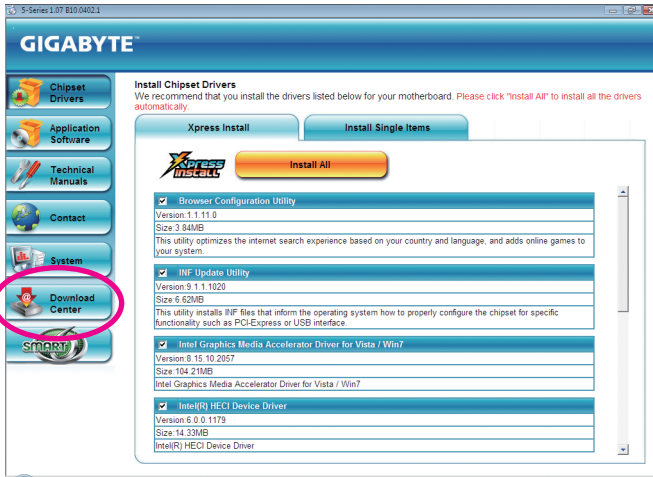 5-Series 1.07 B10.0402.1
GIGABYTE™
Chipset
Drivers
Application
Software
Technical
Manuals
Contact
System
Download
Center
SMART
Install Chipset Drivers
We recommend that you install the drivers listed below for your motherboard. Please click "Install All" to install all the drivers
automatically.
Xpress Install
Install Single Items
Xpress
Install
Install All
Browser Configuration Utility
Version:1.1.11.0
Size:3.84MB
This utility optimizes the internet search experience based on your country and language, and adds online games to
your system.
INF Update Utility
Version:9.1.1.1020
Size:6.62MB
This utility installs INF files that inform the operating system how to properly configure the chipset for specific
functionality such as PCI-Express or USB interface.
Intel Graphics Media Accelerator Driver for Vista / Win7
Version:8.15.10.2057
Size:104.21MB
Intel Graphics Media Accelerator Driver for Vista / Win7
Intel(R) HECI Device Driver
Version:6.0.0.1179
Size:14.33MB
Intel(R) HECI Device Driver